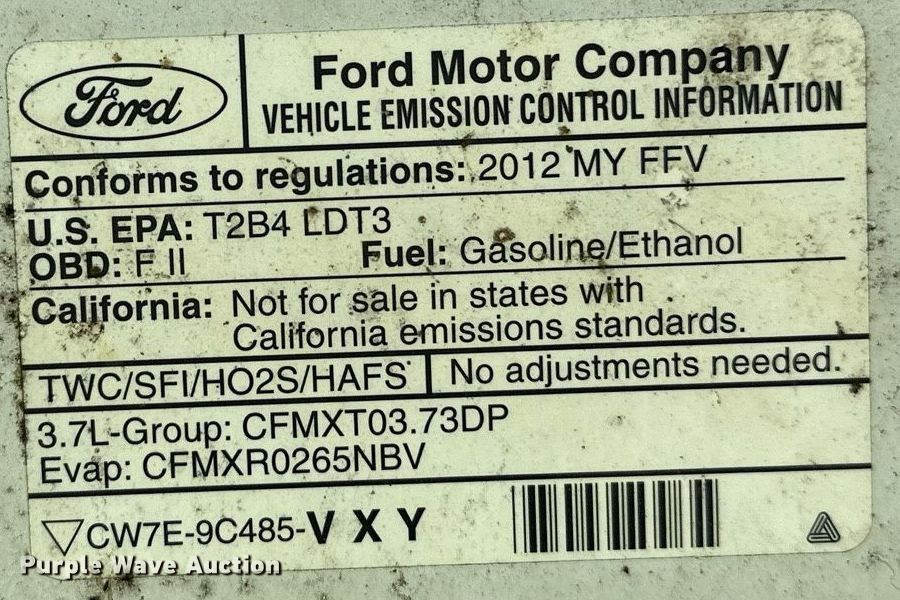 Ford
Ford Motor Company
VEHICLE EMISSION CONTROL INFORMATION
Conforms to regulations: 2012 MY FFV
U.S. EPA: T2B4 LDT3
OBD: F II Fuel: Gasoline/Ethanol
California: Not for sale in states with
California emissions standards.
TWC/SFI/HO2S/HAFS No adjustments needed.
3.7L-Group: CFMXT03.73DP
Evap: CFMXR0265NBV
▽CW7E-9C485-V X Y
Purple Wave Auction